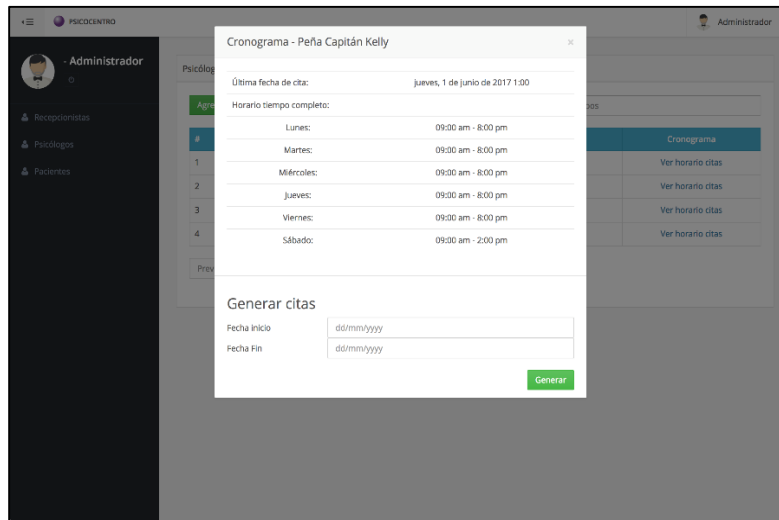 PSICOCENTRO
Administrador
- Administrador
Recepcionistas
Psicólogos
Pacientes
Cronograma - Peña Capitán Kelly ×
Última fecha de cita: jueves, 1 de junio de 2017 1:00
Horario tiempo completo:
Lunes: 09:00 am - 8:00 pm
Martes: 09:00 am - 8:00 pm
Miércoles: 09:00 am - 8:00 pm
Jueves: 09:00 am - 8:00 pm
Viernes: 09:00 am - 8:00 pm
Sábado: 09:00 am - 2:00 pm
Generar citas
Fecha inicio dd/mm/yyyy
Fecha Fin dd/mm/yyyy
Generar
Psicólog
Agre
pos
# Cronograma
1 Ver horario citas
2 Ver horario citas
3 Ver horario citas
4 Ver horario citas
Prev